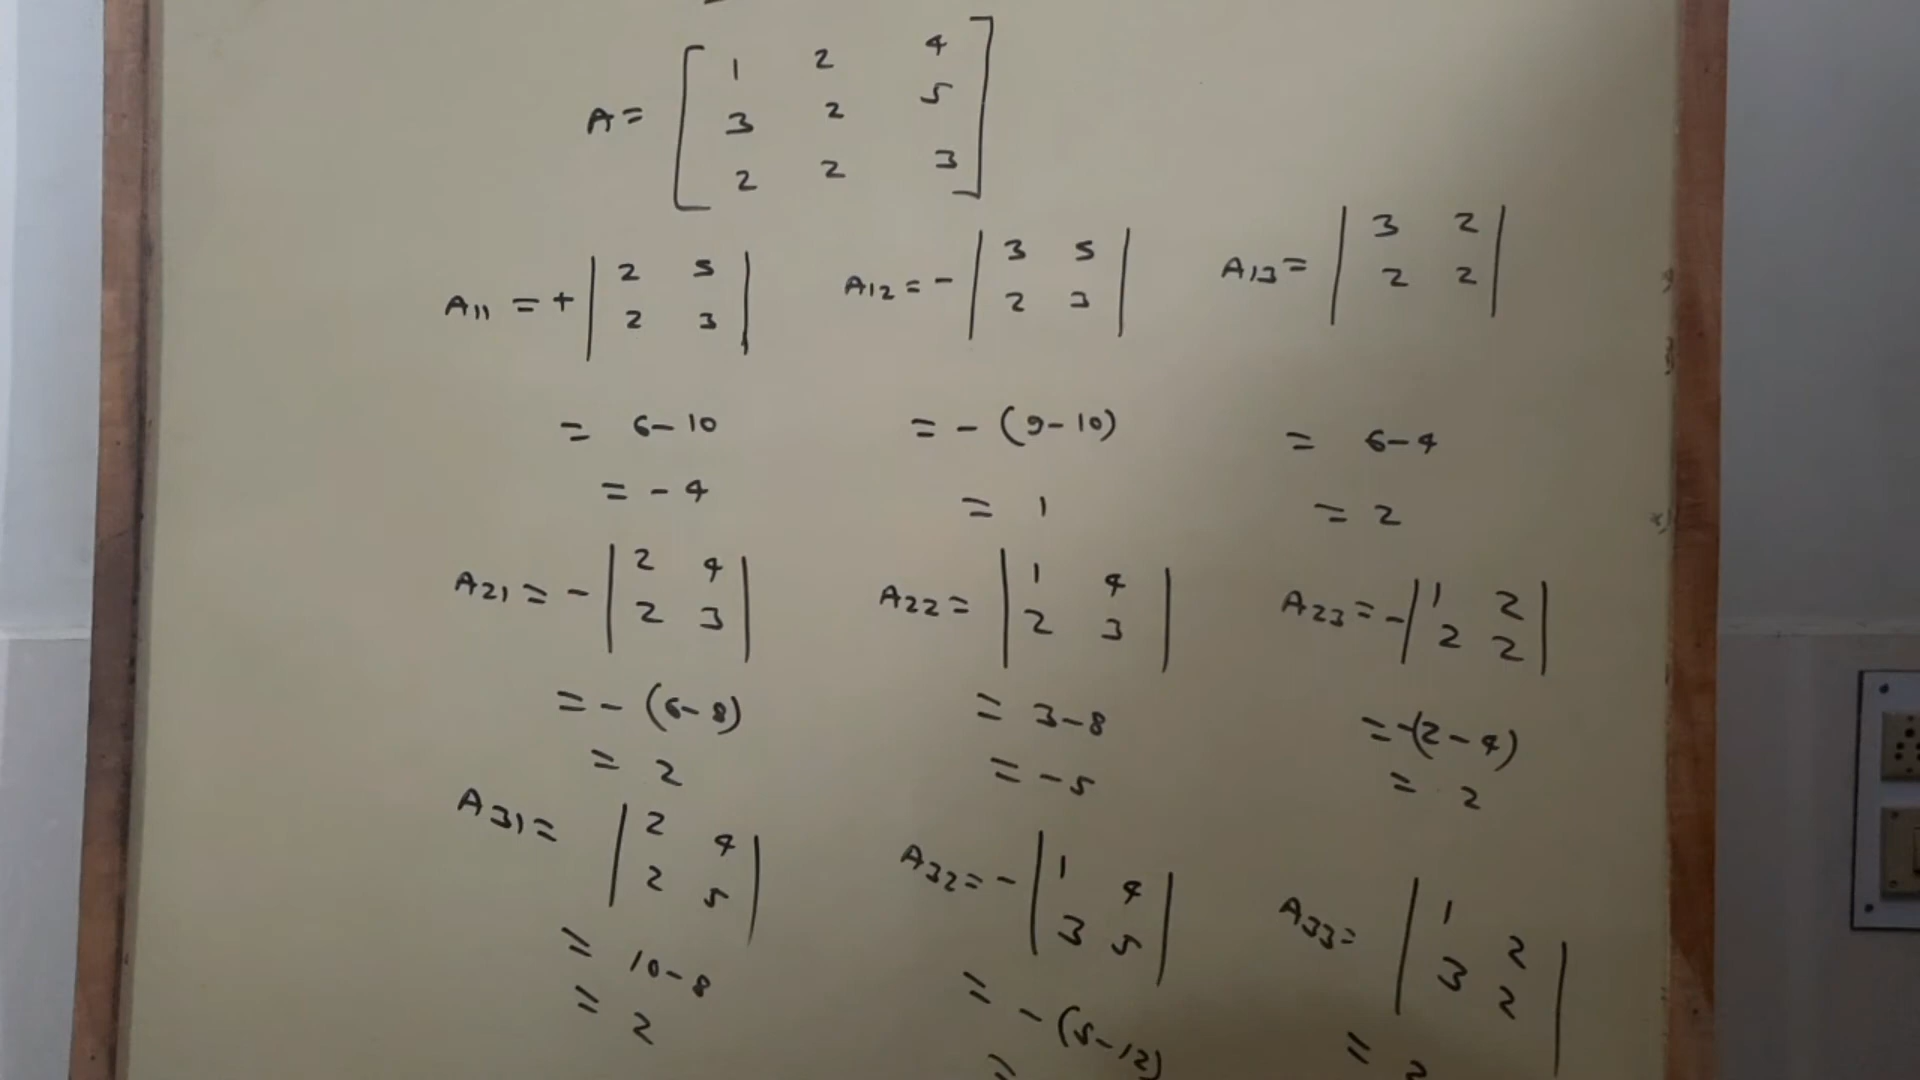 A = [ 1 2 4
3 2 5
2 2 3 ]
A11 = + | 2 5 | A12 = - | 3 5 | A13 = | 3 2 |
| 2 3 | | 2 3 | | 2 2 |
= 6-10 = - (9-10) = 6-4
= -4 = 1 = 2
A21 = - | 2 4 | A22 = | 1 4 | A23 = - | 1 2 |
| 2 3 | | 2 3 | | 2 2 |
= - (6-8) = 3-8 = -(2-4)
= 2 = -5 = 2
A31 = | 2 4 | A32 = - | 1 4 | A33 = | 1 2 |
| 2 5 | | 3 5 | | 3 2 |
= 10-8 = - (5-12) =
= 2 =